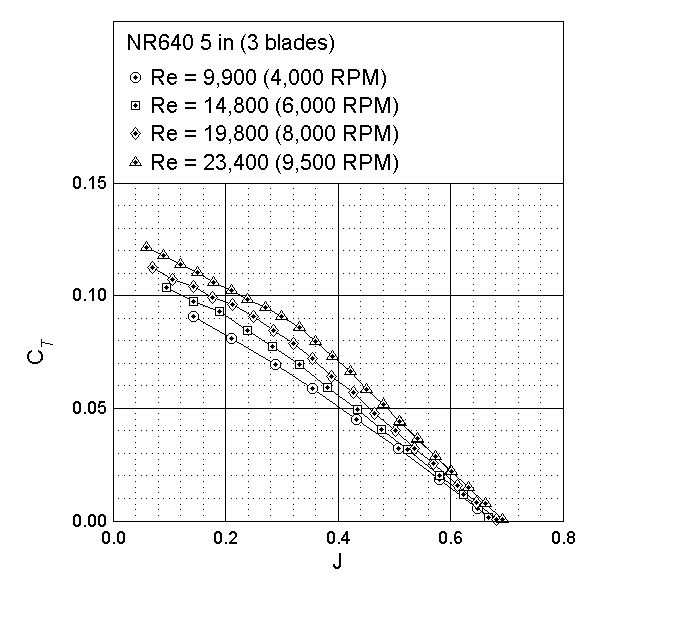 NR640 5 in (3 blades)
Re = 9,900 (4,000 RPM)
Re = 14,800 (6,000 RPM)
Re = 19,800 (8,000 RPM)
Re = 23,400 (9,500 RPM)
0.15
0.10
C_T
0.05
0.00
0.0 0.2 0.4 0.6 0.8
J